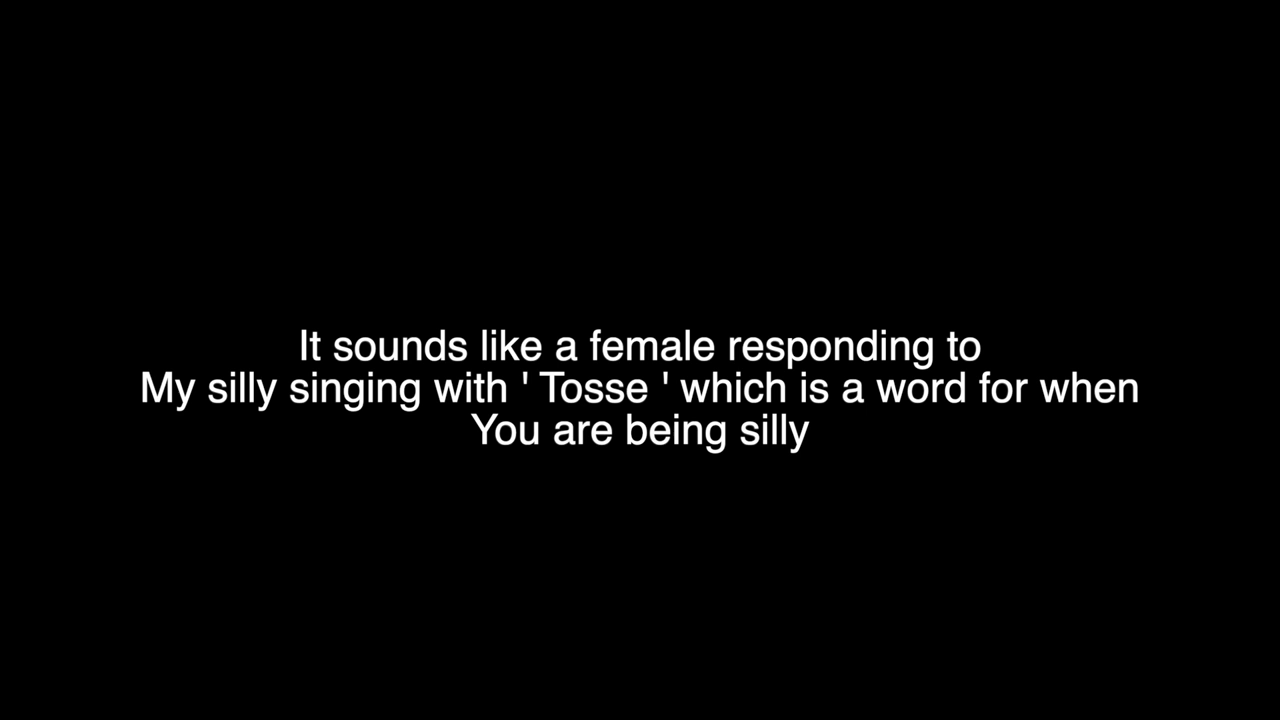 It sounds like a female responding to
My silly singing with ' Tosse ' which is a word for when
You are being silly